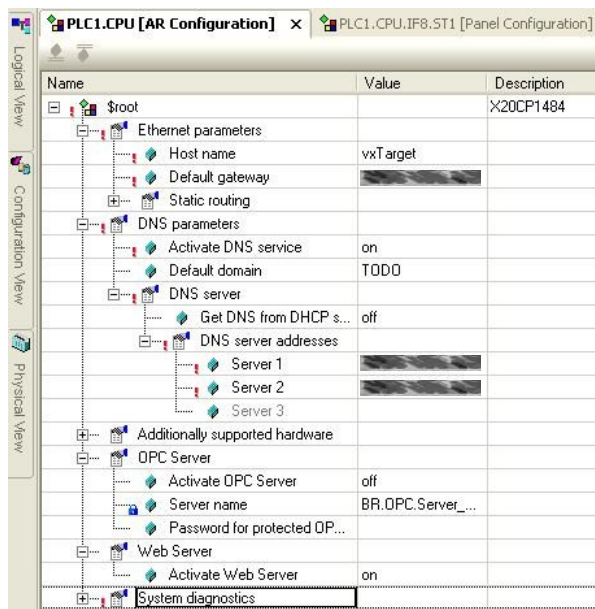 PLC1.CPU [AR Configuration] x PLC1.CPU.IF8.ST1 [Panel Configuration]
Logical View
Configuration View
Physical View
Name Value Description
$root X20CP1484
Ethernet parameters
Host name vxTarget
Default gateway
Static routing
DNS parameters
Activate DNS service on
Default domain TODO
DNS server
Get DNS from DHCP s... off
DNS server addresses
Server 1
Server 2
Server 3
Additionally supported hardware
OPC Server
Activate OPC Server off
Server name BR.OPC.Server_...
Password for protected OP...
Web Server
Activate Web Server on
System diagnostics